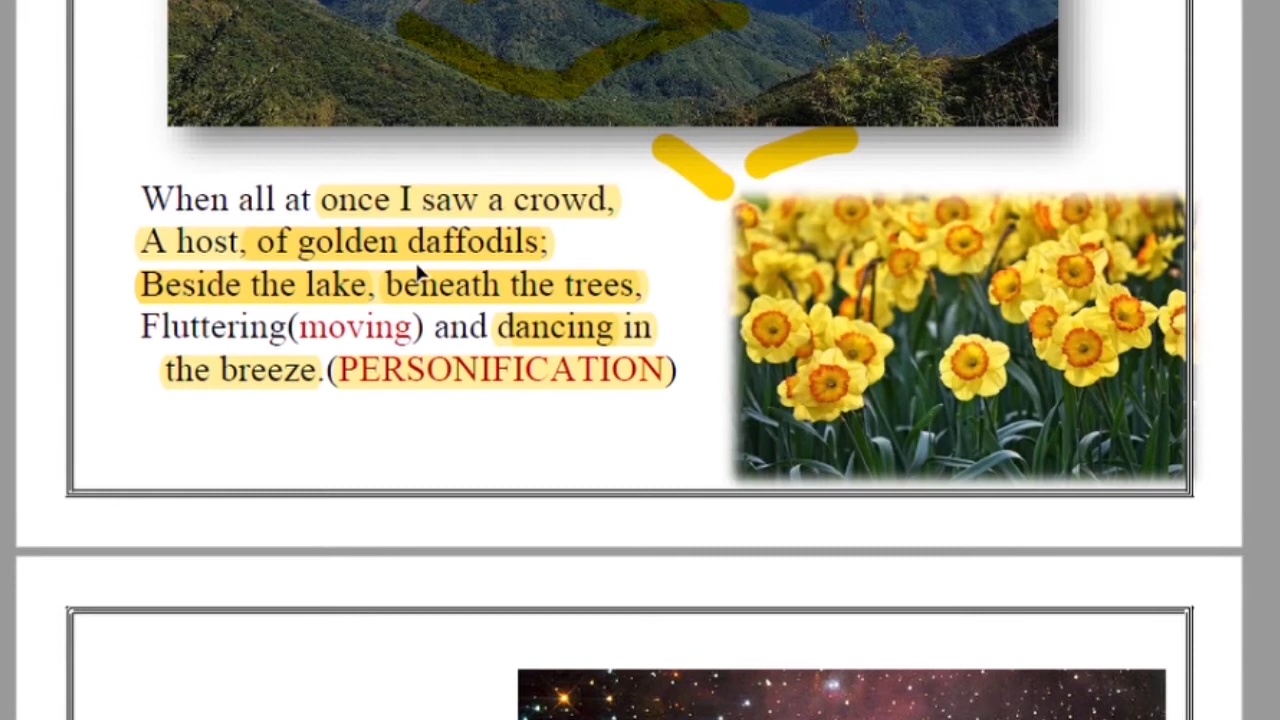 When all at once I saw a crowd,
A host, of golden daffodils;
Beside the lake, beneath the trees,
Fluttering(moving) and dancing in
the breeze.(PERSONIFICATION)